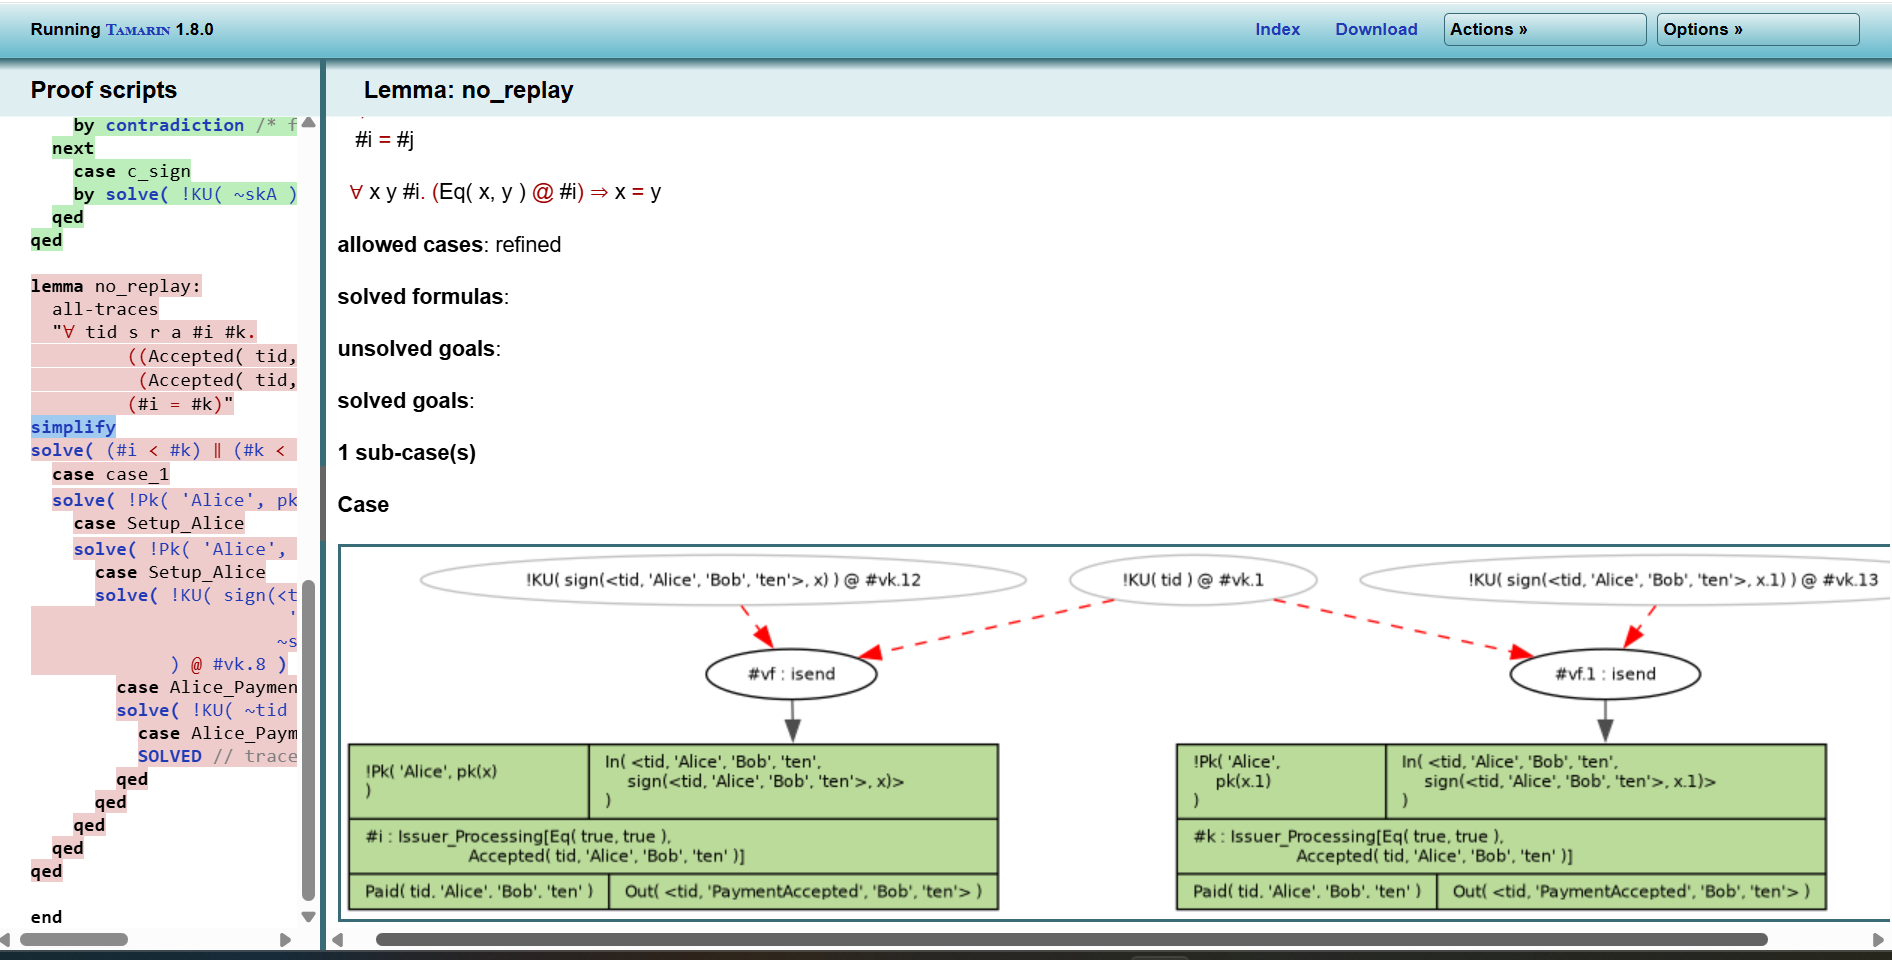 Running TAMARIN 1.8.0
Index
Download
Actions »
Options »
Proof scripts
by contradiction /* f
next
case c_sign
by solve( !KU( ~skA )
qed
qed
lemma no_replay:
all-traces
"∀ tid s r a #i #k.
((Accepted( tid,
(Accepted( tid,
(#i = #k)"
simplify
solve( (#i < #k) ∥ (#k <
case case_1
solve( !Pk( 'Alice', pk
case Setup_Alice
solve( !Pk( 'Alice',
case Setup_Alice
solve( !KU( sign(<t
'
~s
) @ #vk.8 )
case Alice_Paymen
solve( !KU( ~tid
case Alice_Paym
SOLVED // trace
qed
qed
qed
qed
qed
end
Lemma: no_replay
#i = #j
∀ x y #i. (Eq( x, y ) @ #i) ⇒ x = y
allowed cases: refined
solved formulas:
unsolved goals:
solved goals:
1 sub-case(s)
Case
!KU( sign(<tid, 'Alice', 'Bob', 'ten'>, x) ) @ #vk.12
!KU( tid ) @ #vk.1
!KU( sign(<tid, 'Alice', 'Bob', 'ten'>, x.1) ) @ #vk.13
#vf : isend
#vf.1 : isend
!Pk( 'Alice', pk(x)
)
In( <tid, 'Alice', 'Bob', 'ten',
sign(<tid, 'Alice', 'Bob', 'ten'>, x)>
)
#i : Issuer_Processing[Eq( true, true ),
Accepted( tid, 'Alice', 'Bob', 'ten' )]
Paid( tid, 'Alice', 'Bob', 'ten' )
Out( <tid, 'PaymentAccepted', 'Bob', 'ten'> )
!Pk( 'Alice',
pk(x.1)
)
In( <tid, 'Alice', 'Bob', 'ten',
sign(<tid, 'Alice', 'Bob', 'ten'>, x.1)>
)
#k : Issuer_Processing[Eq( true, true ),
Accepted( tid, 'Alice', 'Bob', 'ten' )]
Paid( tid, 'Alice', 'Bob', 'ten' )
Out( <tid, 'PaymentAccepted', 'Bob', 'ten'> )